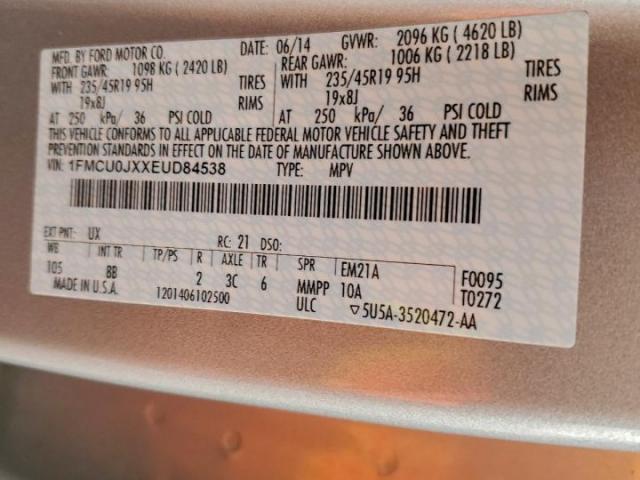 MFD. BY FORD MOTOR CO. DATE: 06/14 GVWR: 2096 KG ( 4620 LB)
FRONT GAWR: 1098 KG ( 2420 LB) REAR GAWR: 1006 KG ( 2218 LB)
WITH 235/45R19 95H TIRES WITH 235/45R19 95H TIRES
19x8J RIMS 19x8J RIMS
AT 250 kPa/ 36 PSI COLD AT 250 kPa/ 36 PSI COLD
THIS VEHICLE CONFORMS TO ALL APPLICABLE FEDERAL MOTOR VEHICLE SAFETY AND THEFT
PREVENTION STANDARDS IN EFFECT ON THE DATE OF MANUFACTURE SHOWN ABOVE.
VIN: 1FMCU0JXXEUD84538 TYPE: MPV
EXT PNT: UX RC: 21 DSO:
WB INT TR TP/PS R AXLE TR SPR EM21A F0095
105 BB 2 3C 6 MMPP 10A T0272
MADE IN U.S.A. 1201406102500 ULC ▽5U5A-3520472-AA